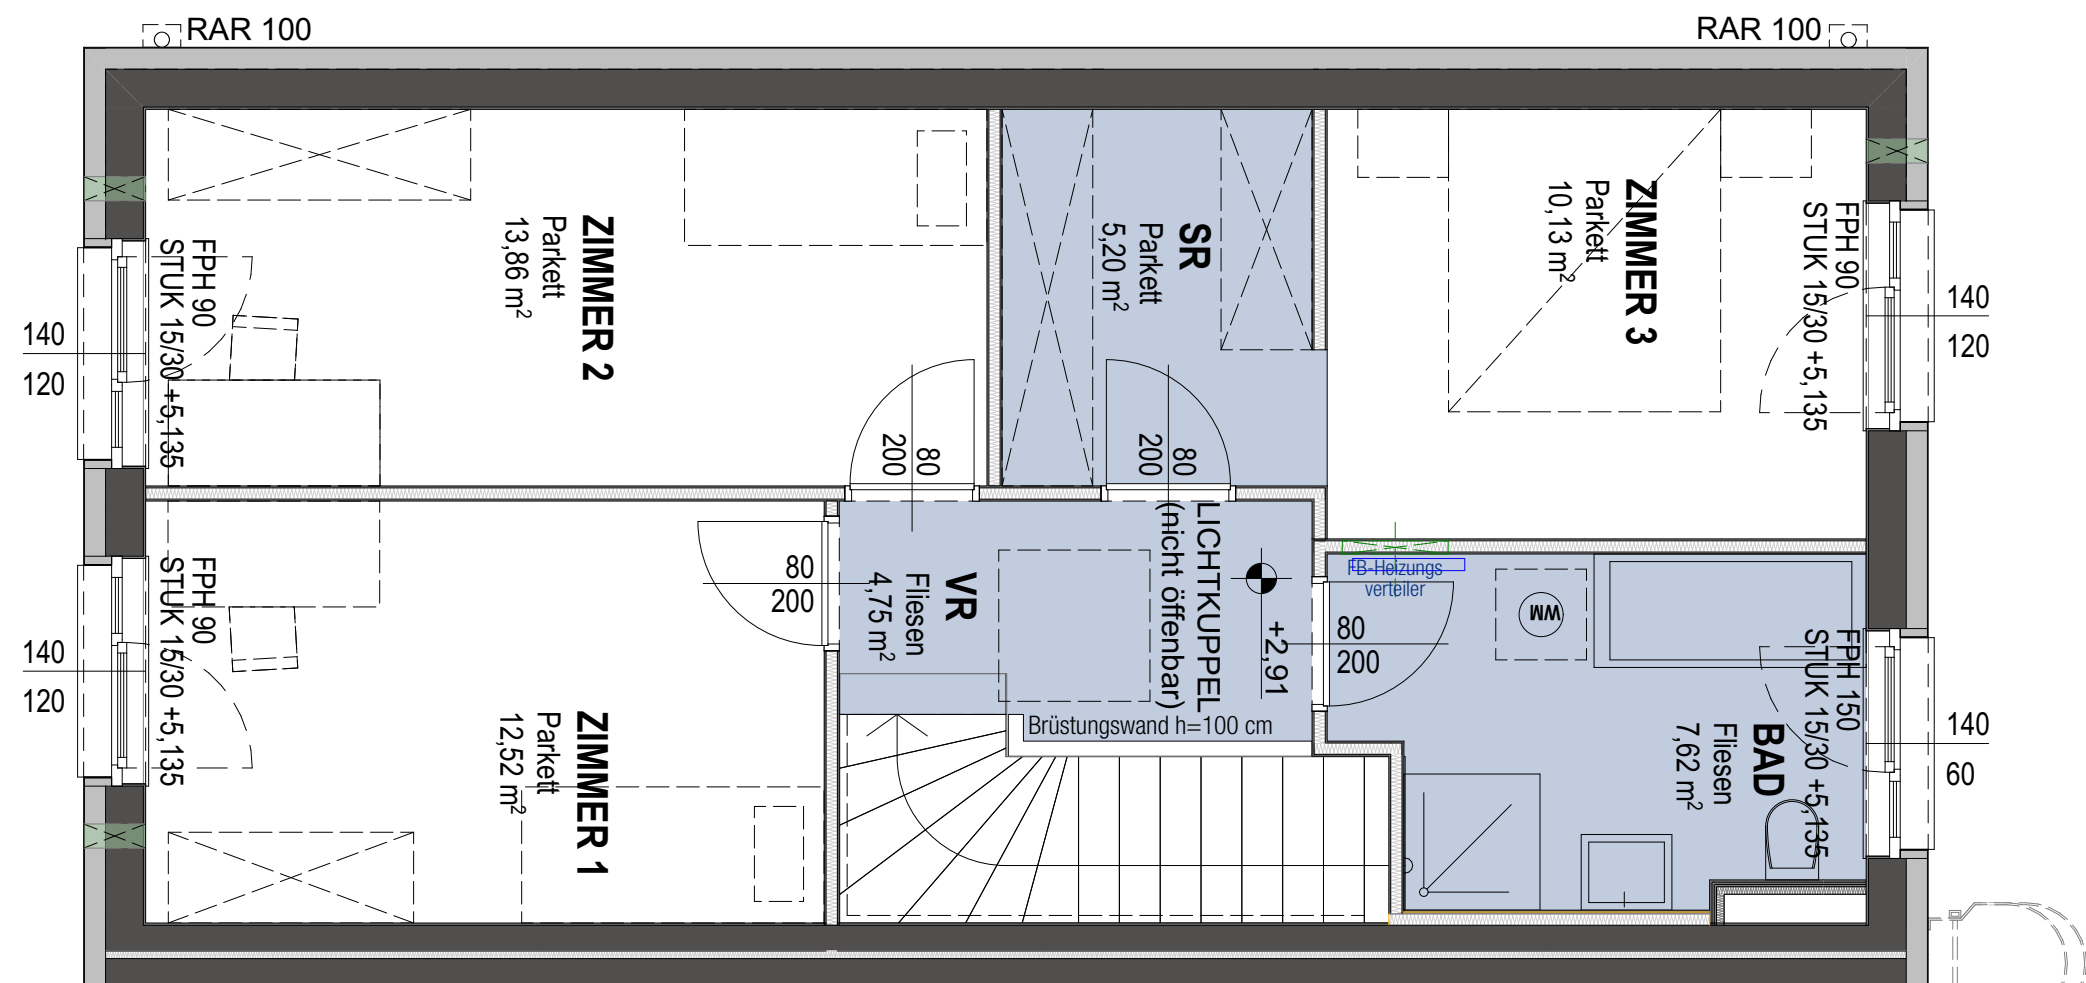 RAR 100
RAR 100
ZIMMER 2
Parkett
13,86 m²
SR
Parkett
5,20 m²
ZIMMER 3
Parkett
10,13 m²
FPH 90
STUK 15/30 +5,135
140
120
FPH 90
STUK 15/30 +5,135
140
120
80
200
80
200
LICHTKUPPEL
(nicht öffenbar)
+2,91
VR
Fliesen
4,75 m²
80
200
80
200
FB-Heizungs
verteiler
WM
FPH 90
STUK 15/30 +5,135
140
120
ZIMMER 1
Parkett
12,52 m²
Brüstungswand h=100 cm
BAD
Fliesen
7,62 m²
FPH 150
STUK 15/30 +5,135
140
60